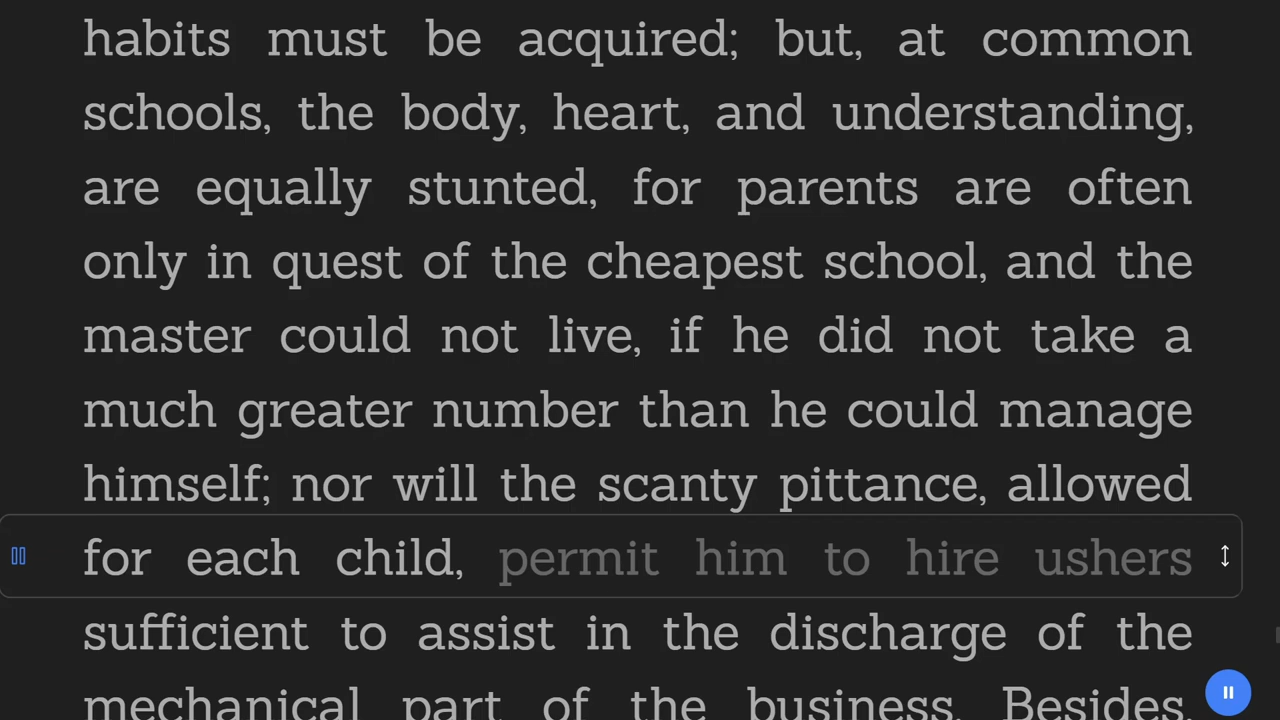 habits must be acquired; but, at common
schools, the body, heart, and understanding,
are equally stunted, for parents are often
only in quest of the cheapest school, and the
master could not live, if he did not take a
much greater number than he could manage
himself; nor will the scanty pittance, allowed
for each child, permit him to hire ushers
sufficient to assist in the discharge of the
mechanical part of the business. Besides,